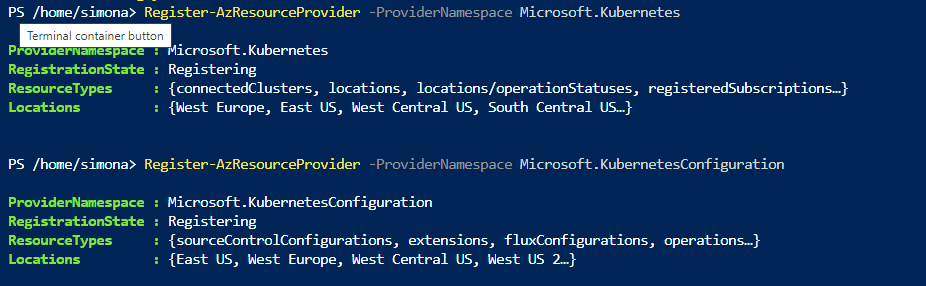 PS /home/simona> Register-AzResourceProvider -ProviderNamespace Microsoft.Kubernetes
Terminal container button
ProviderNamespace : Microsoft.Kubernetes
RegistrationState : Registering
ResourceTypes     : {connectedClusters, locations, locations/operationStatuses, registeredSubscriptions…}
Locations         : {West Europe, East US, West Central US, South Central US…}
PS /home/simona> Register-AzResourceProvider -ProviderNamespace Microsoft.KubernetesConfiguration
ProviderNamespace : Microsoft.KubernetesConfiguration
RegistrationState : Registering
ResourceTypes     : {sourceControlConfigurations, extensions, fluxConfigurations, operations…}
Locations         : {East US, West Europe, West Central US, West US 2…}